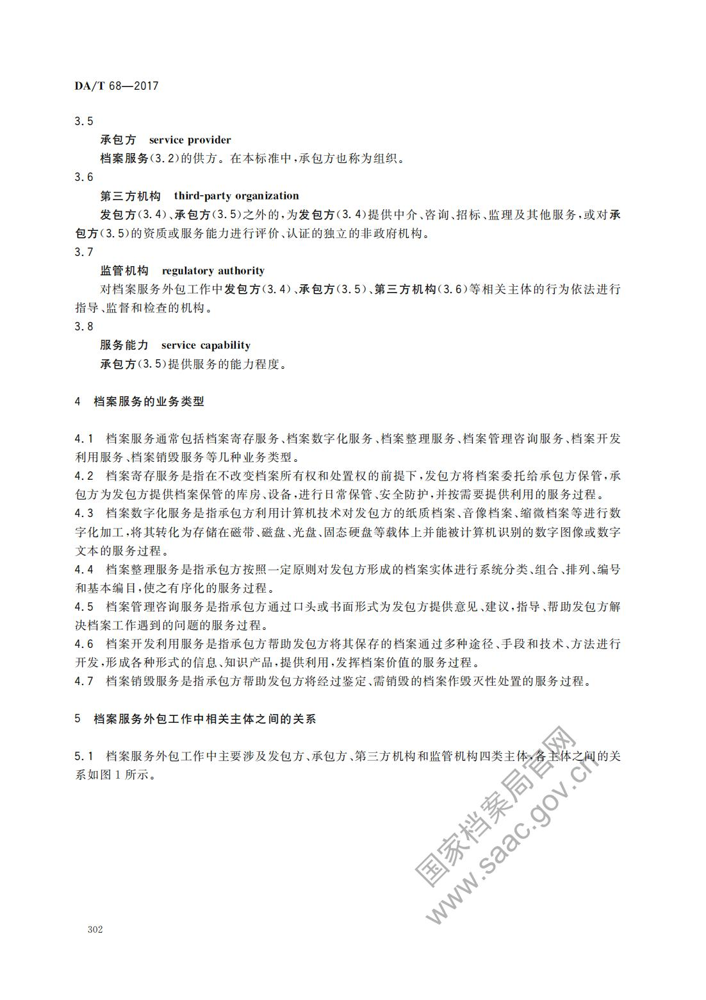 DA/T 68—2017
3.5
承包方 service provider
档案服务(3.2)的供方。在本标准中,承包方也称为组织。
3.6
第三方机构 third-party organization
发包方(3.4)、承包方(3.5)之外的,为发包方(3.4)提供中介、咨询、招标、监理及其他服务,或对承
包方(3.5)的资质或服务能力进行评价、认证的独立的非政府机构。
3.7
监管机构 regulatory authority
对档案服务外包工作中发包方(3.4)、承包方(3.5)、第三方机构(3.6)等相关主体的行为依法进行
指导、监督和检查的机构。
3.8
服务能力 service capability
承包方(3.5)提供服务的能力程度。
4 档案服务的业务类型
4.1 档案服务通常包括档案寄存服务、档案数字化服务、档案整理服务、档案管理咨询服务、档案开发
利用服务、档案销毁服务等几种业务类型。
4.2 档案寄存服务是指在不改变档案所有权和处置权的前提下,发包方将档案委托给承包方保管,承
包方为发包方提供档案保管的库房、设备,进行日常保管、安全防护,并按需要提供利用的服务过程。
4.3 档案数字化服务是指承包方利用计算机技术对发包方的纸质档案、音像档案、缩微档案等进行数
字化加工,将其转化为存储在磁带、磁盘、光盘、固态硬盘等载体上并能被计算机识别的数字图像或数字
文本的服务过程。
4.4 档案整理服务是指承包方按照一定原则对发包方形成的档案实体进行系统分类、组合、排列、编号
和基本编目,使之有序化的服务过程。
4.5 档案管理咨询服务是指承包方通过口头或书面形式为发包方提供意见、建议,指导、帮助发包方解
决档案工作遇到的问题的服务过程。
4.6 档案开发利用服务是指承包方帮助发包方将其保存的档案通过多种途径、手段和技术、方法进行
开发,形成各种形式的信息、知识产品,提供利用,发挥档案价值的服务过程。
4.7 档案销毁服务是指承包方帮助发包方将经过鉴定、需销毁的档案作毁灭性处置的服务过程。
5 档案服务外包工作中相关主体之间的关系
5.1 档案服务外包工作中主要涉及发包方、承包方、第三方机构和监管机构四类主体,各主体之间的关
系如图 1 所示。
国家档案局官网
www.saac.gov.cn
302